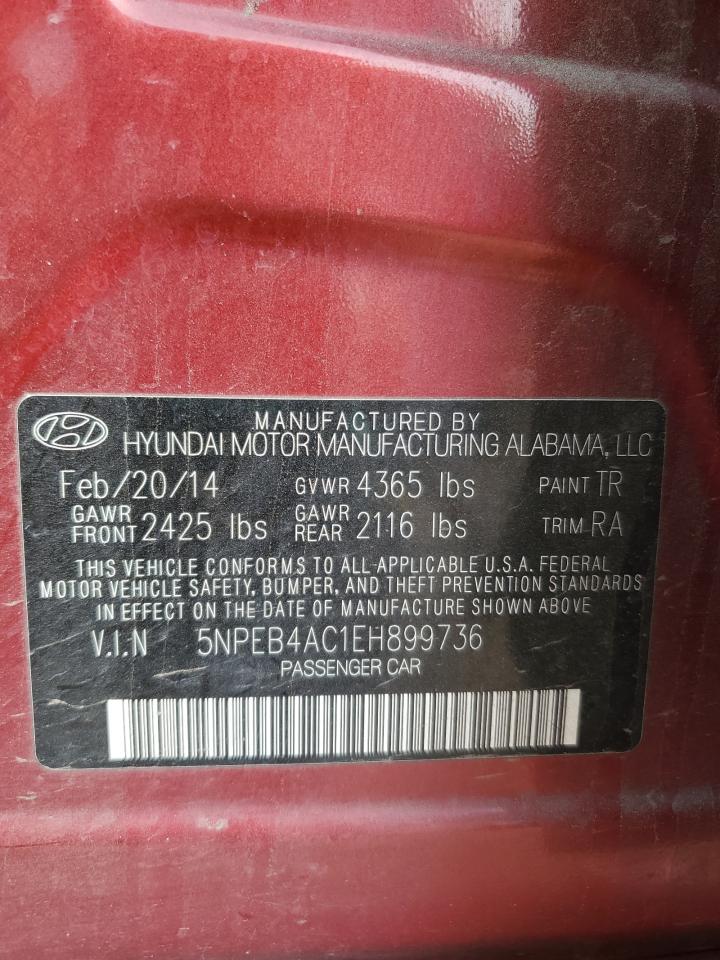 MANUFACTURED BY
HYUNDAI MOTOR MANUFACTURING ALABAMA, LLC
Feb/20/14 GVWR 4365 lbs PAINT TR
GAWR FRONT 2425 lbs GAWR REAR 2116 lbs TRIM RA
THIS VEHICLE CONFORMS TO ALL-APPLICABLE U.S.A. FEDERAL
MOTOR VEHICLE SAFETY, BUMPER, AND THEFT PREVENTION STANDARDS
IN EFFECT ON THE DATE OF MANUFACTURE SHOWN ABOVE
V.I.N 5NPEB4AC1EH899736
PASSENGER CAR